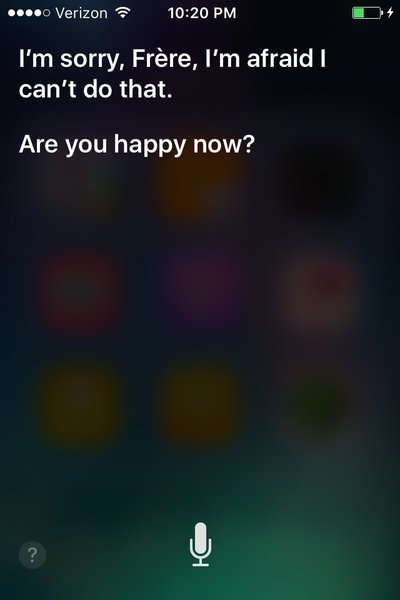 Verizon 10:20 PM
I’m sorry, Frère, I’m afraid I
can’t do that.
Are you happy now?
?